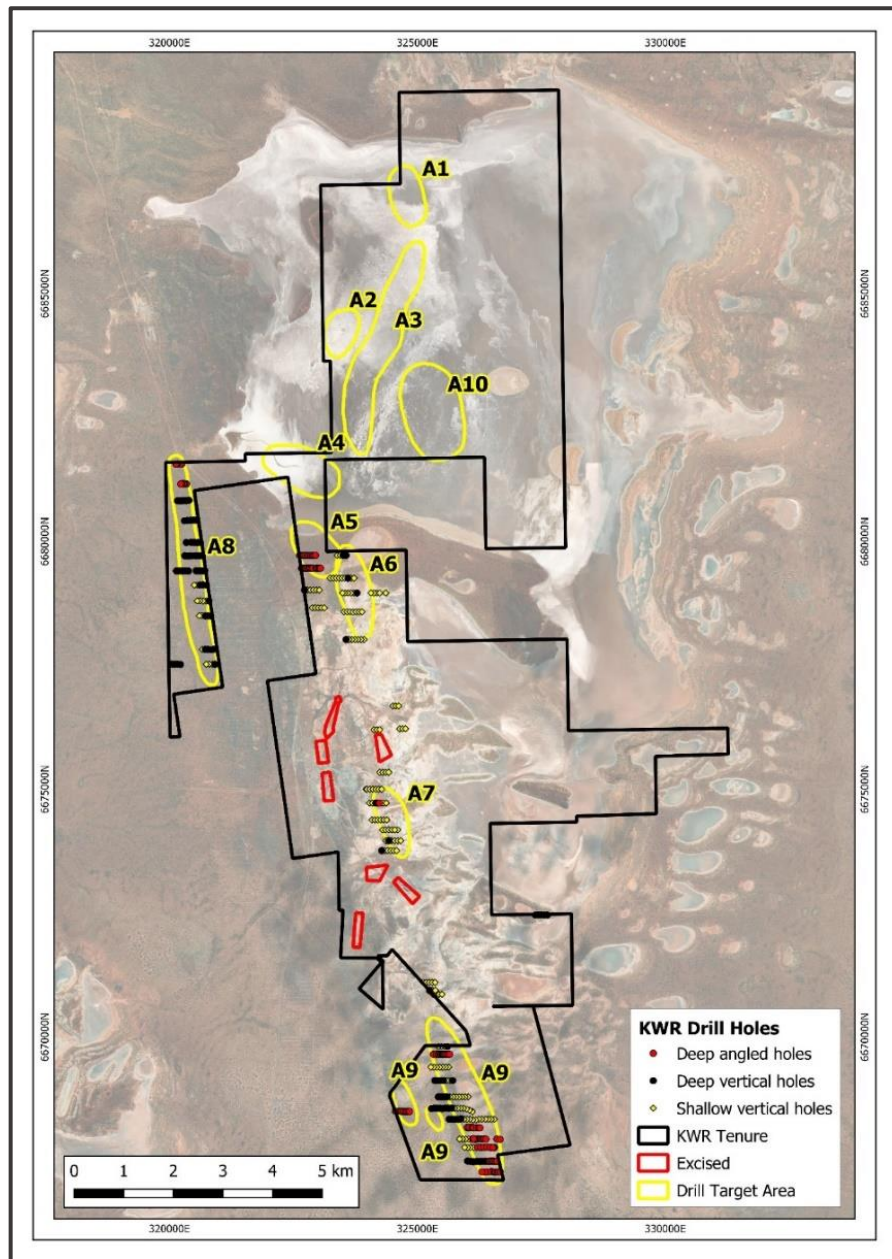 320000E
325000E
330000E
A1
6685000N
6685000N
A2
A3
A10
A4
A5
6680000N
6680000N
A8
A6
6675000N
6675000N
A7
6670000N
6670000N
A9
A9
A9
KWR Drill Holes
Deep angled holes
Deep vertical holes
Shallow vertical holes
KWR Tenure
Excised
Drill Target Area
0 1 2 3 4 5 km
320000E
325000E
330000E